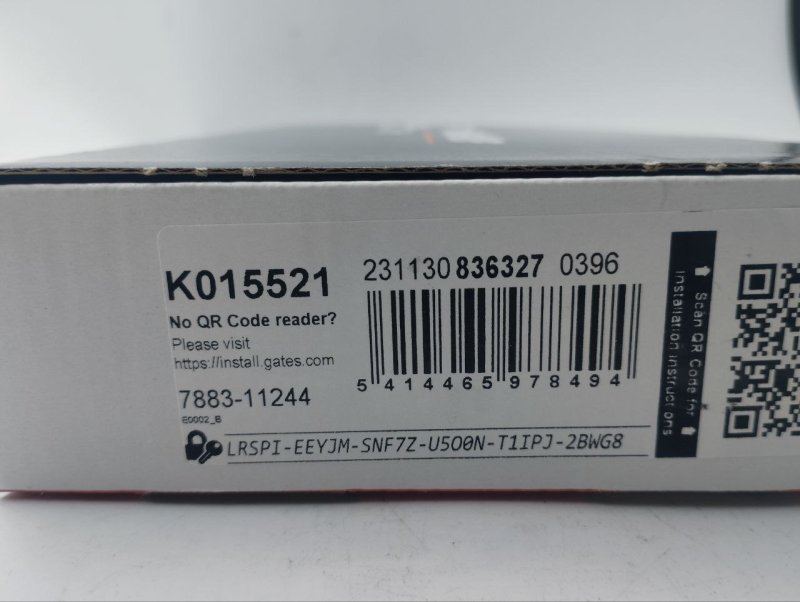 K015521
231130 836327 0396
No QR Code reader?
Please visit
https://install.gates.com
5 414465 978494
7883-11244
E0002_B
LRSPI-EEYJM-SNF7Z-U5O0N-T1IPJ-2BWG8
Scan QR Code for
installation instructions